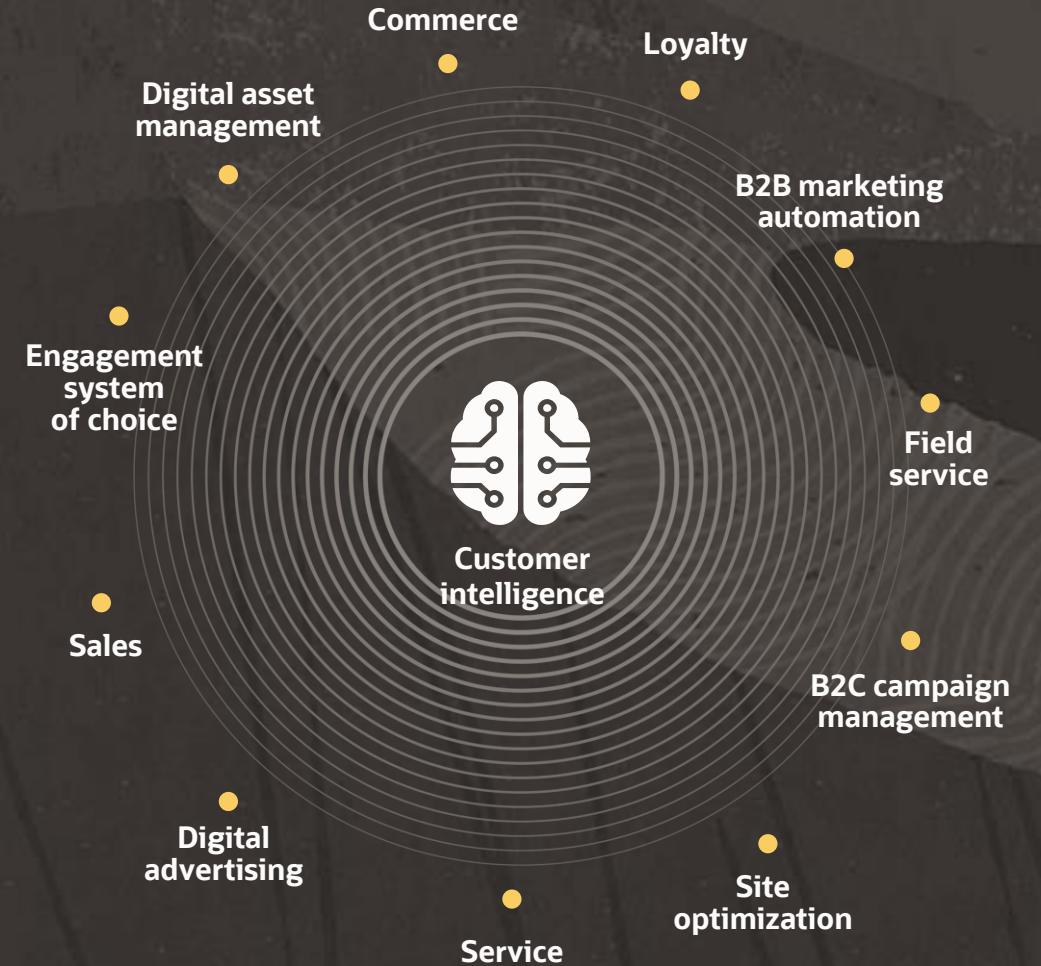 Commerce
Loyalty
Digital asset
management
B2B marketing
automation
Engagement
system
of choice
Field
service
Customer
intelligence
Sales
B2C campaign
management
Digital
advertising
Site
optimization
Service